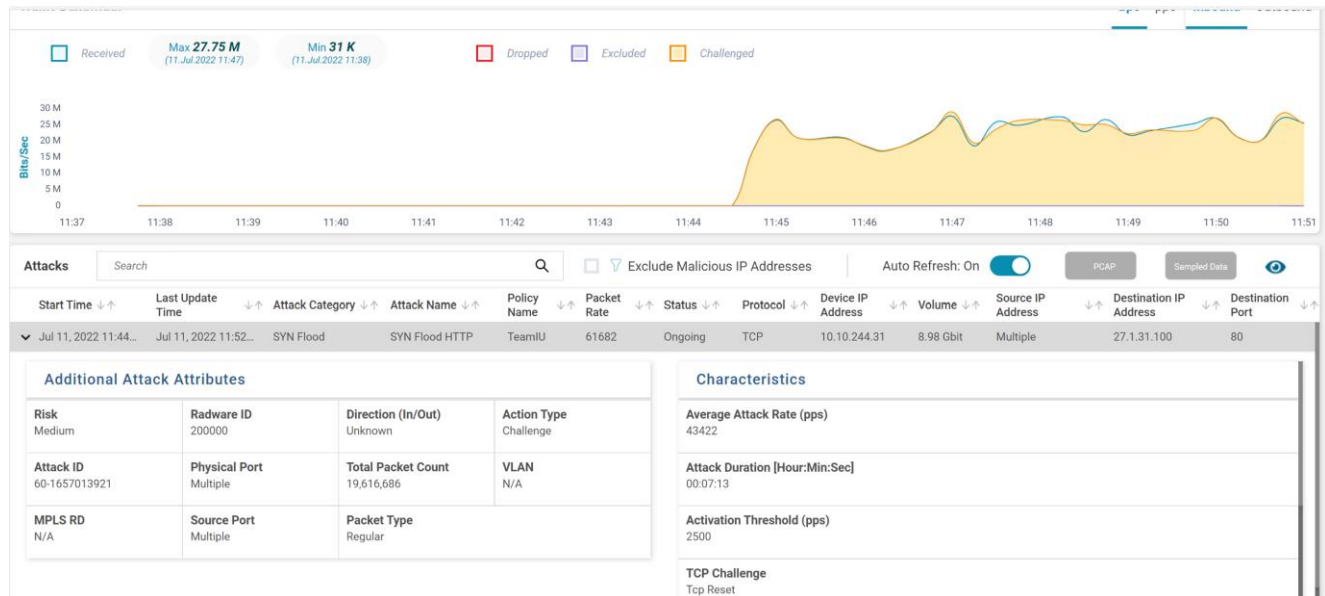 Received
Max 27.75 M
(11.Jul.2022 11:47)
Min 31 K
(11.Jul.2022 11:38)
Dropped
Excluded
Challenged
Bits/Sec
30 M
25 M
20 M
15 M
10 M
5 M
0
11:37 11:38 11:39 11:40 11:41 11:42 11:43 11:44 11:45 11:46 11:47 11:48 11:49 11:50 11:51
Attacks Search Exclude Malicious IP Addresses Auto Refresh: On PCAP Sampled Data
Start Time Last Update Time Attack Category Attack Name Policy Name Packet Rate Status Protocol Device IP Address Volume Source IP Address Destination IP Address Destination Port
Jul 11, 2022 11:44... Jul 11, 2022 11:52... SYN Flood SYN Flood HTTP TeamIU 61682 Ongoing TCP 10.10.244.31 8.98 Gbit Multiple 27.1.31.100 80
Additional Attack Attributes
Risk Radware ID Direction (In/Out) Action Type
Medium 200000 Unknown Challenge
Attack ID Physical Port Total Packet Count VLAN
60-1657013921 Multiple 19,616,686 N/A
MPLS RD Source Port Packet Type
N/A Multiple Regular
Characteristics
Average Attack Rate (pps)
43422
Attack Duration [Hour:Min:Sec]
00:07:13
Activation Threshold (pps)
2500
TCP Challenge
Tcp Reset